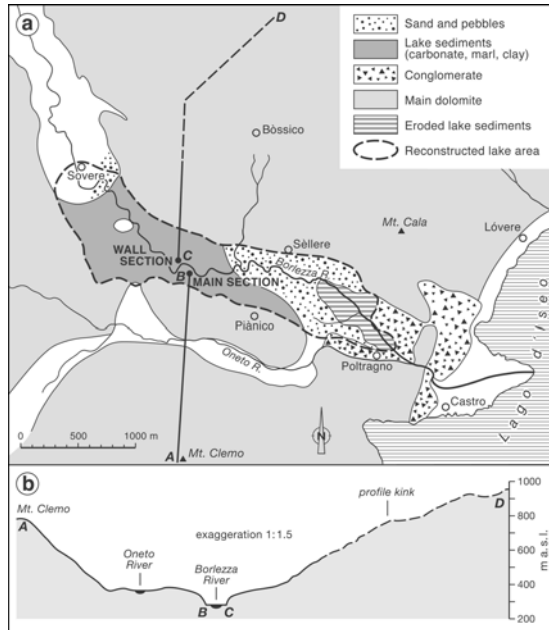 a
D
Sand and pebbles
Lake sediments
(carbonate, marl, clay)
Conglomerate
Main dolomite
Eroded lake sediments
Reconstructed lake area
Bòssico
Sovere
Mt. Cala
Lóvere
Sèllere
WALL
SECTION
C
Borlezza R.
B
MAIN SECTION
Piànico
Oneto R.
Poltragno
Castro
Lago d'Iseo
N
0 500 1000 m
A
Mt. Clemo
b
Mt. Clemo
A
profile kink
D
exaggeration 1:1.5
Oneto
River
Borlezza
River
B C
1000
800
600
400
200
m a.s.l.